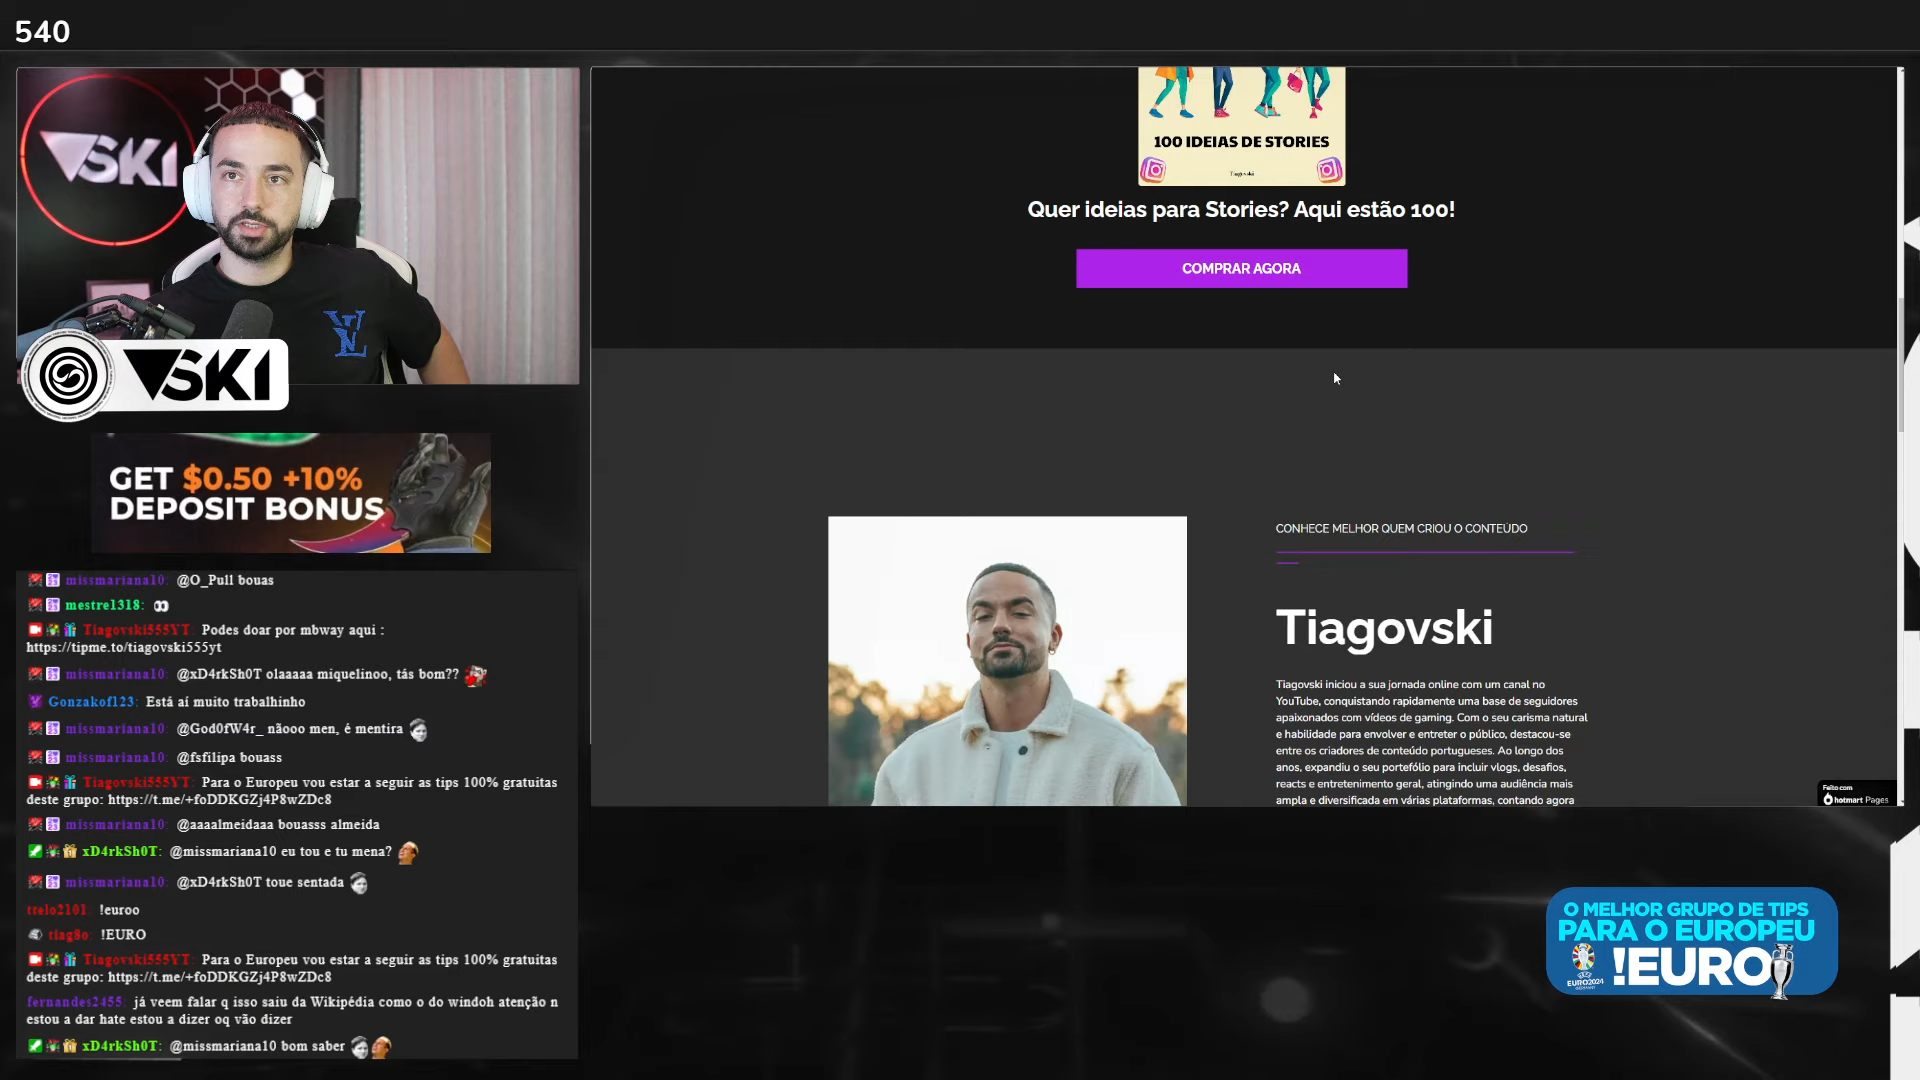 540
VSKI
VSKI
GET $0.50 +10%
DEPOSIT BONUS
missmariana10: @O_Pull bouas
mestre1318:
Tiagovski555YT: Podes doar por mbway aqui :
https://tipme.to/tiagovski555yt
missmariana10: @xD4rkSh0T olaaaaa miquelinoo, tás bom??
Gonzakof123: Está aí muito trabalhinho
missmariana10: @God0fW4r_ nãooo men, é mentira
missmariana10: @fsfilipa bouass
Tiagovski555YT: Para o Europeu vou estar a seguir as tips 100% gratuitas
deste grupo: https://t.me/+foDDKGZj4P8wZDc8
missmariana10: @aaaalmeidaaa bouasss almeida
xD4rkSh0T: @missmariana10 eu tou e tu mena?
missmariana10: @xD4rkSh0T toue sentada
ttelo2101: !euroo
tiag8o: !EURO
Tiagovski555YT: Para o Europeu vou estar a seguir as tips 100% gratuitas
deste grupo: https://t.me/+foDDKGZj4P8wZDc8
fernandes2455: já veem falar q isso saiu da Wikipédia como o do windoh atenção n
estou a dar hate estou a dizer oq vão dizer
xD4rkSh0T: @missmariana10 bom saber
100 IDEIAS DE STORIES
Tiagovski
Quer ideias para Stories? Aqui estão 100!
COMPRAR AGORA
CONHECE MELHOR QUEM CRIOU O CONTEÚDO
Tiagovski
Tiagovski iniciou a sua jornada online com um canal no
YouTube, conquistando rapidamente uma base de seguidores
apaixonados com vídeos de gaming. Com o seu carisma natural
e habilidade para envolver e entreter o público, destacou-se
entre os criadores de conteúdo portugueses. Ao longo dos
anos, expandiu o seu portefólio para incluir vlogs, desafios,
reacts e entretenimento geral, atingindo uma audiência mais
ampla e diversificada em várias plataformas, contando agora
Feito com
hotmart Pages
O MELHOR GRUPO DE TIPS
PARA O EUROPEU
!EURO
EURO2024